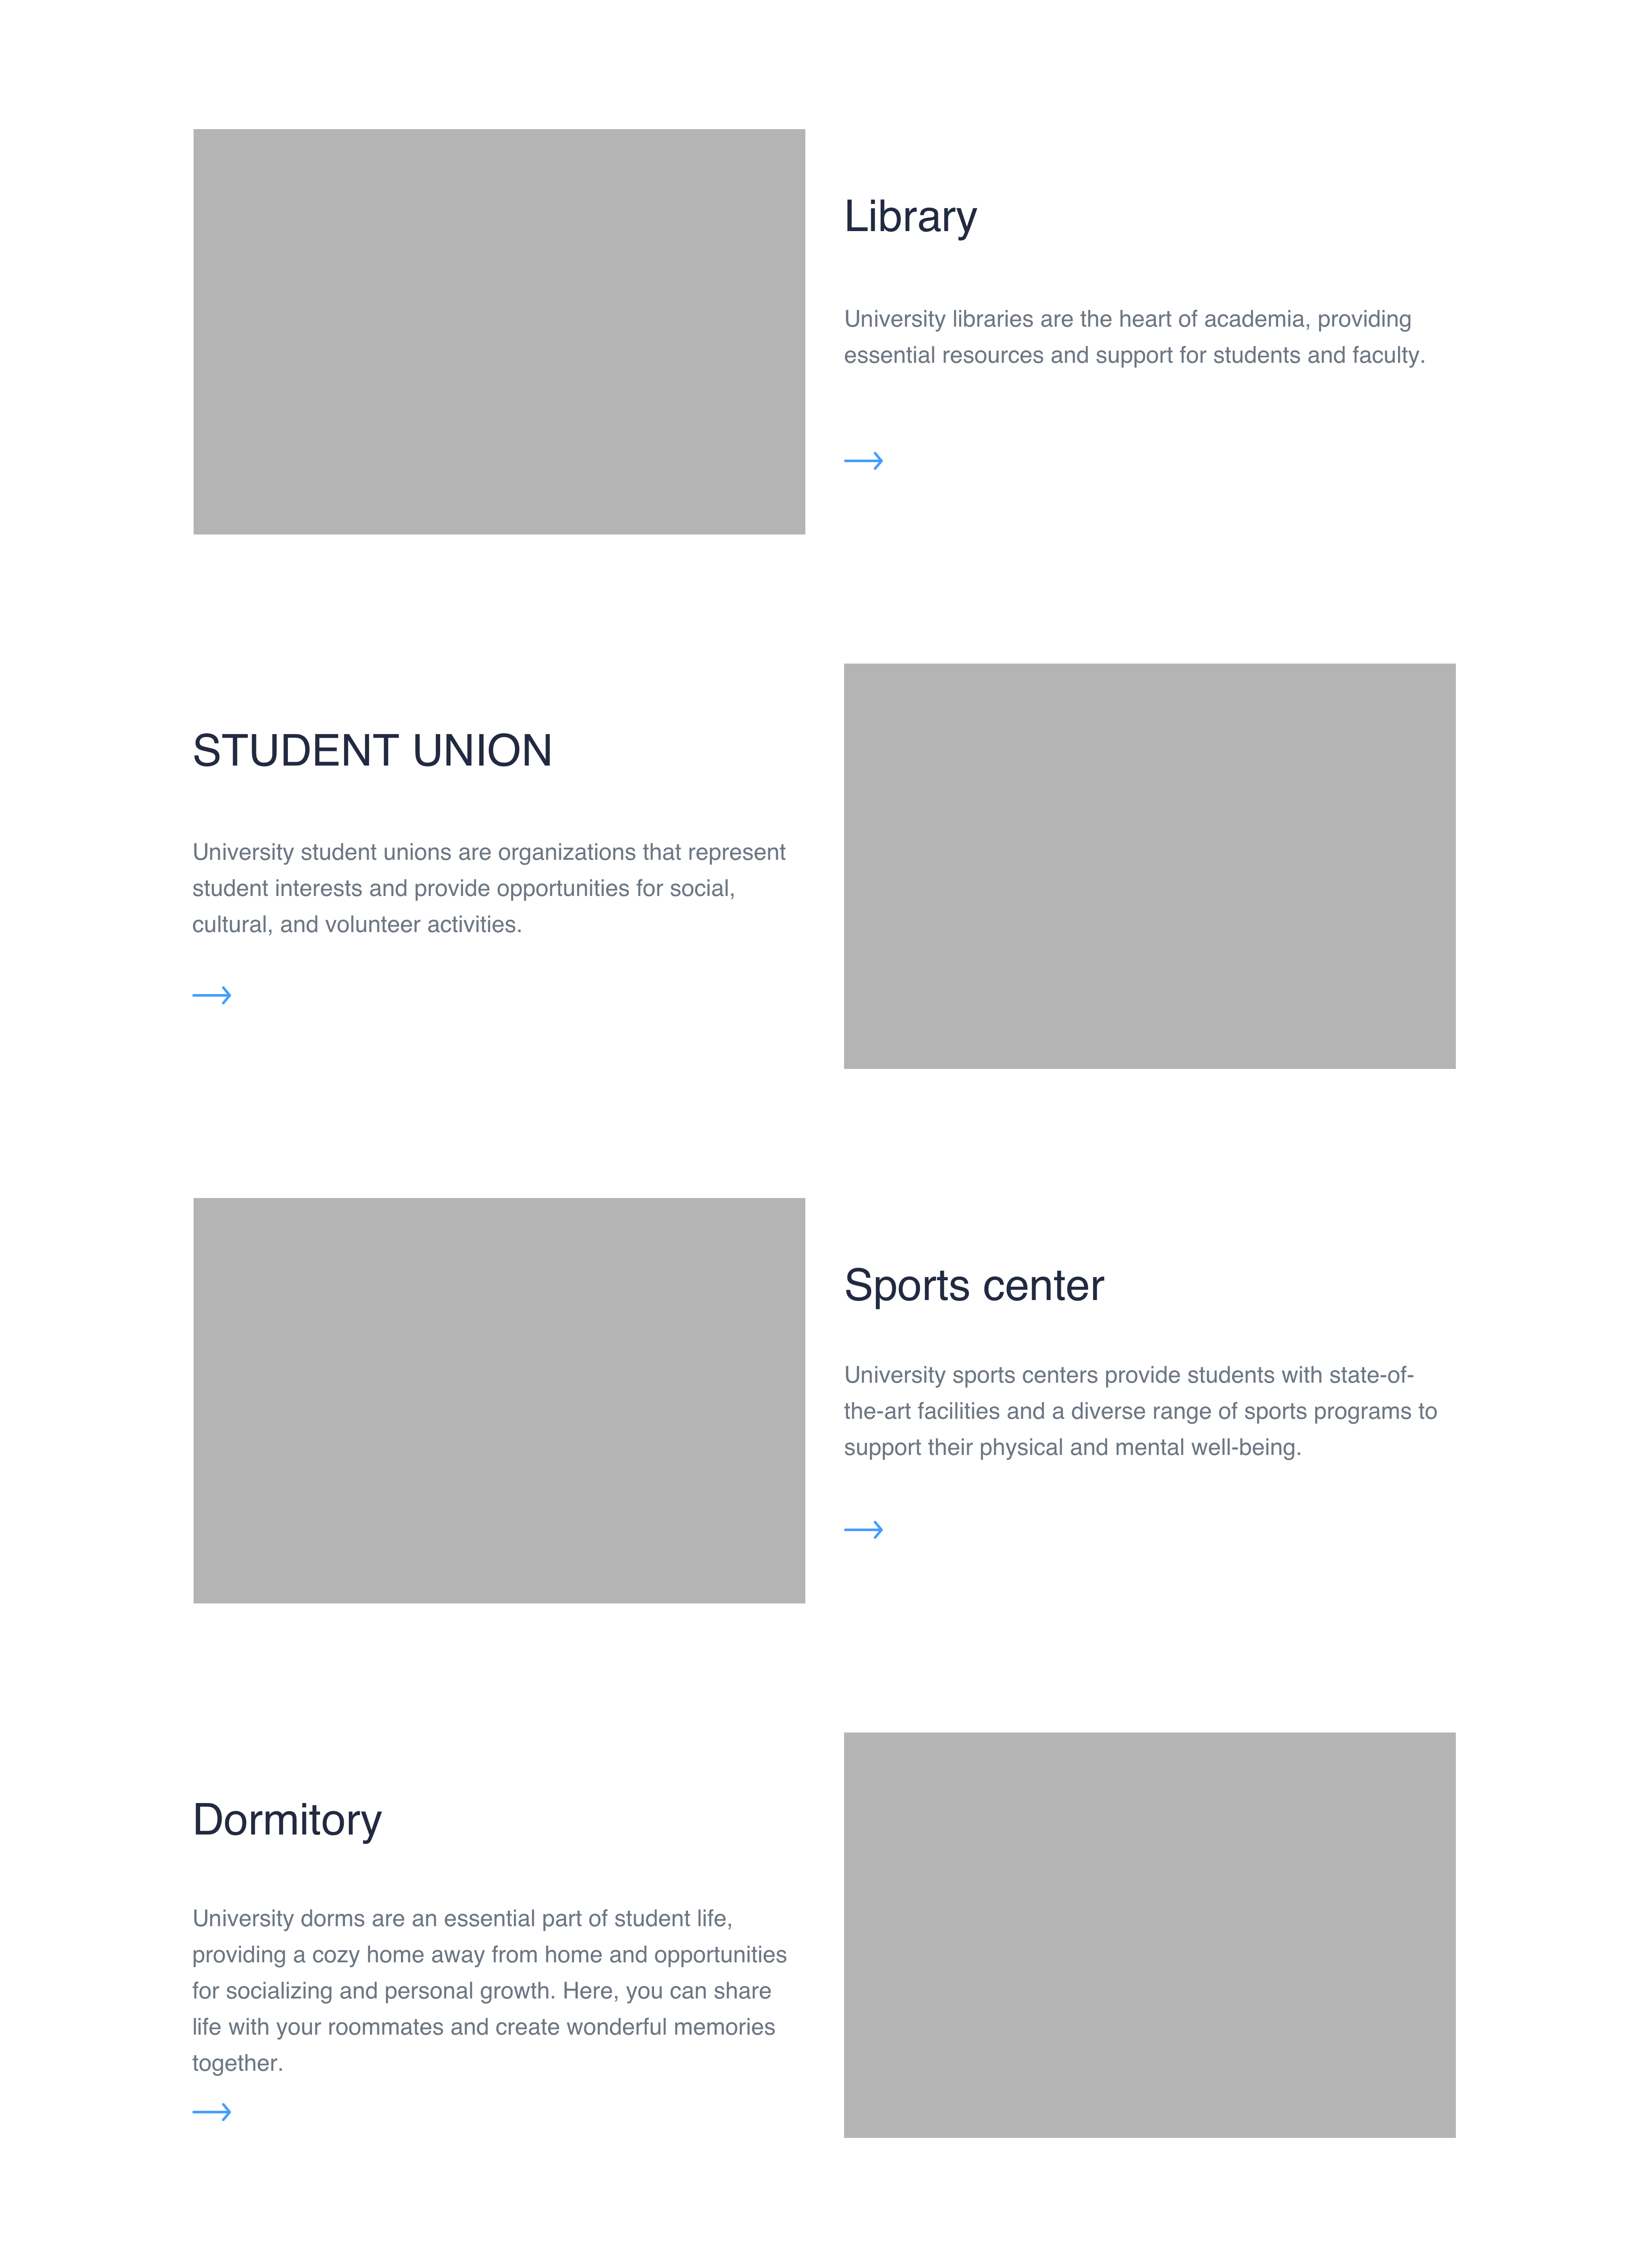 Library
University libraries are the heart of academia, providing
essential resources and support for students and faculty.
STUDENT UNION
University student unions are organizations that represent
student interests and provide opportunities for social,
cultural, and volunteer activities.
Sports center
University sports centers provide students with state-of-
the-art facilities and a diverse range of sports programs to
support their physical and mental well-being.
Dormitory
University dorms are an essential part of student life,
providing a cozy home away from home and opportunities
for socializing and personal growth. Here, you can share
life with your roommates and create wonderful memories
together.